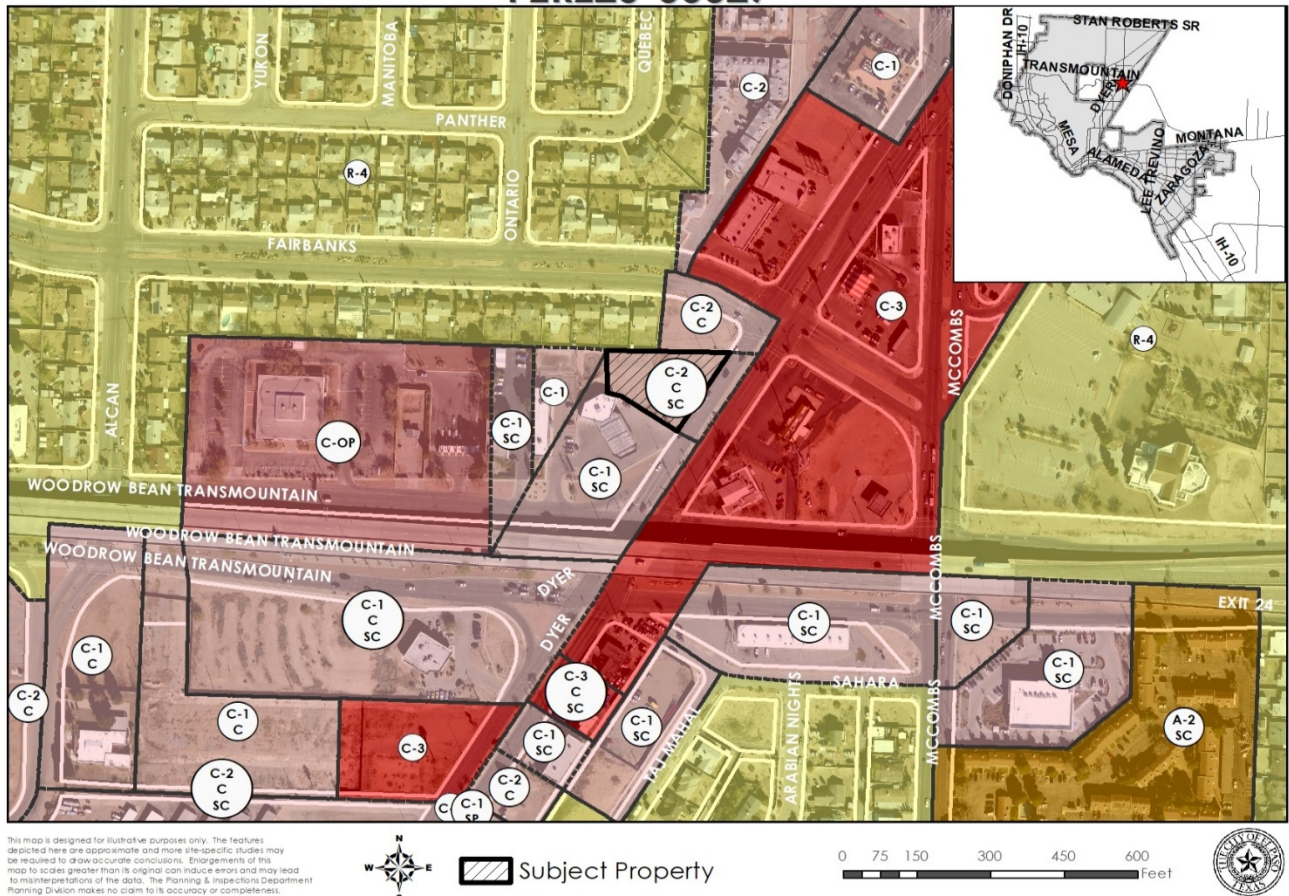 STAN ROBERTS SR
DONIPHAN DR
IH-10
TRANSMOUNTAIN
DYER
MESA
MONTANA
ALAMEDA
LEE TREVINO
ZARAGOZA
IH-10
YUKON
MANITOBA
QUEBEC
C-1
C-2
PANTHER
R-4
ONTARIO
FAIRBANKS
C-2
C
C-3
MCCOMBS
R-4
ALCAN
C-OP
C-1
SC
C-1
C-2
C
SC
C-1
SC
WOODROW BEAN TRANSMOUNTAIN
WOODROW BEAN TRANSMOUNTAIN
WOODROW BEAN TRANSMOUNTAIN
DYER
DYER
MCCOMBS
EXIT 24
C-1
C
SC
C-1
SC
C-1
SC
C-1
C
C-2
C
C-1
SC
C-3
C
SC
SAHARA
C-1
C
C-3
C-1
SC
C-1
SC
A-2
SC
MCCOMBS
ARABIAN NIGHTS
TAJ MAHAL
C-2
C
SC
C-2
C
C-1
SP
C
This map is designed for illustrative purposes only. The features
depicted here are approximate and more site-specific studies may
be required to draw accurate conclusions. Enlargements of this
map to scales greater than its original can induce errors and may lead
to misinterpretations of the data. The Planning & Inspections Department
Planning Division makes no claim to its accuracy or completeness.
N
W E
Subject Property
0 75 150 300 450 600
Feet
THE CITY OF EL PASO
TEXAS